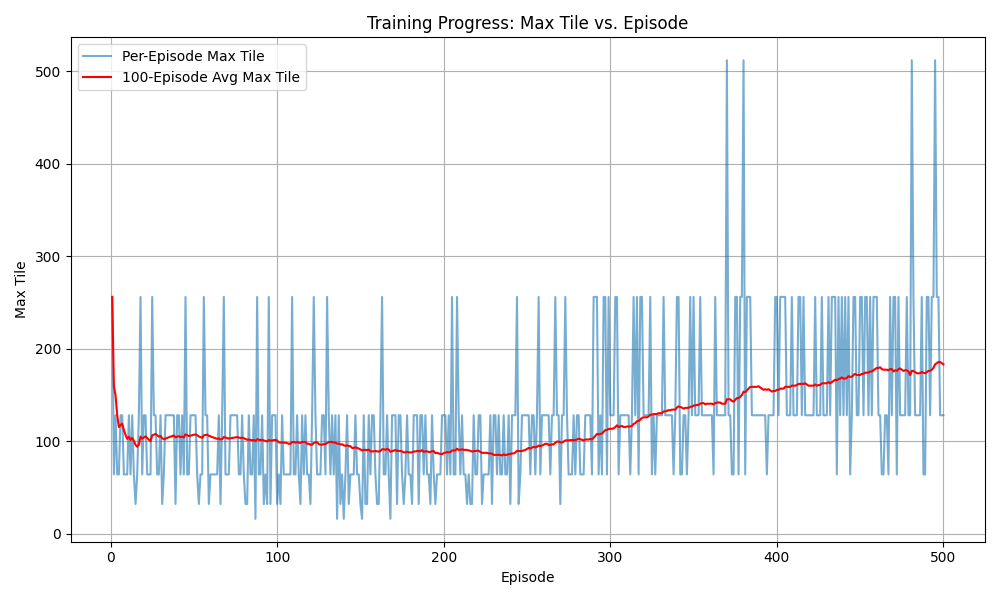 Training Progress: Max Tile vs. Episode
Per-Episode Max Tile
100-Episode Avg Max Tile
500
400
300
200
100
0
Max Tile
0 100 200 300 400 500
Episode